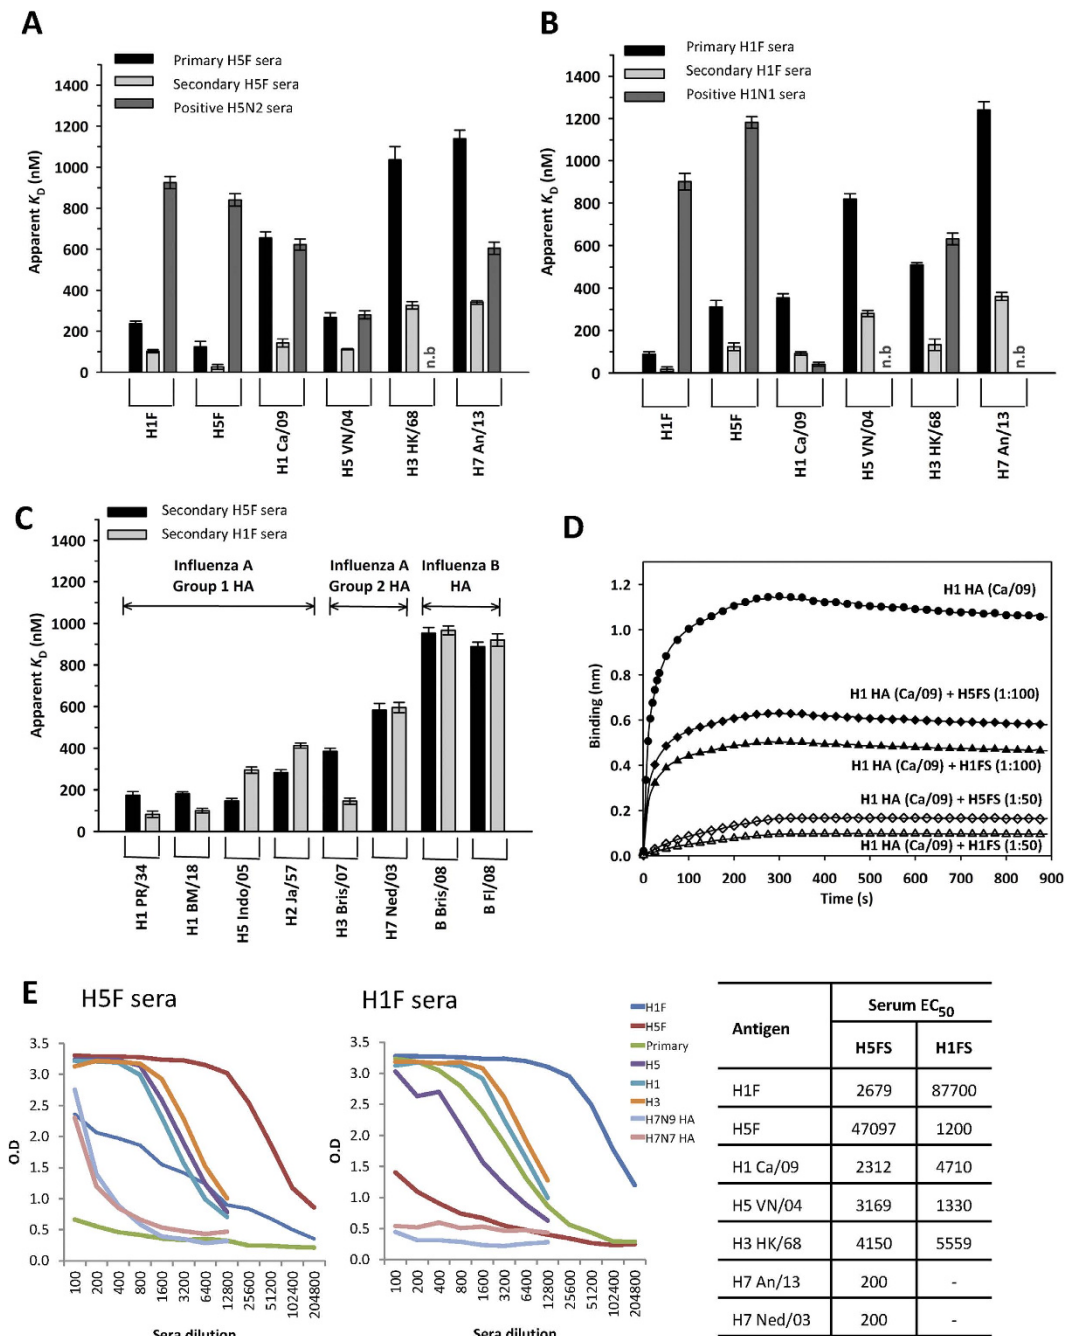 A
Primary H5F sera
Secondary H5F sera
Positive H5N2 sera
Apparent KD (nM)
1400
1200
1000
800
600
400
200
0
n.b
H1F
H5F
H1 Ca/09
H5 VN/04
H3 HK/68
H7 An/13
B
Primary H1F sera
Secondary H1F sera
Positive H1N1 sera
Apparent KD (nM)
1400
1200
1000
800
600
400
200
0
n.b
n.b
H1F
H5F
H1 Ca/09
H5 VN/04
H3 HK/68
H7 An/13
C
Secondary H5F sera
Secondary H1F sera
Influenza A
Group 1 HA
Influenza A
Group 2 HA
Influenza B
HA
Apparent KD (nM)
1400
1200
1000
800
600
400
200
0
H1 PR/34
H1 BM/18
H5 Indo/05
H2 Ja/57
H3 Bris/07
H7 Ned/03
B Bris/08
B Fl/08
D
Binding (nm)
1.2
1.0
0.8
0.6
0.4
0.2
0.0
H1 HA (Ca/09)
H1 HA (Ca/09) + H5FS (1:100)
H1 HA (Ca/09) + H1FS (1:100)
H1 HA (Ca/09) + H5FS (1:50)
H1 HA (Ca/09) + H1FS (1:50)
0 100 200 300 400 500 600 700 800 900
Time (s)
E
H5F sera
O.D
3.5
3.0
2.5
2.0
1.5
1.0
0.5
0.0
100 200 400 800 1600 3200 6400 12800 25600 51200 102400 204800
Sera dilution
H1F sera
O.D
3.5
3.0
2.5
2.0
1.5
1.0
0.5
0.0
100 200 400 800 1600 3200 6400 12800 25600 51200 102400 204800
Sera dilution
H1F
H5F
Primary
H5
H1
H3
H7N9 HA
H7N7 HA
Antigen Serum EC50
H5FS H1FS
H1F 2679 87700
H5F 47097 1200
H1 Ca/09 2312 4710
H5 VN/04 3169 1330
H3 HK/68 4150 5559
H7 An/13 200 -
H7 Ned/03 200 -